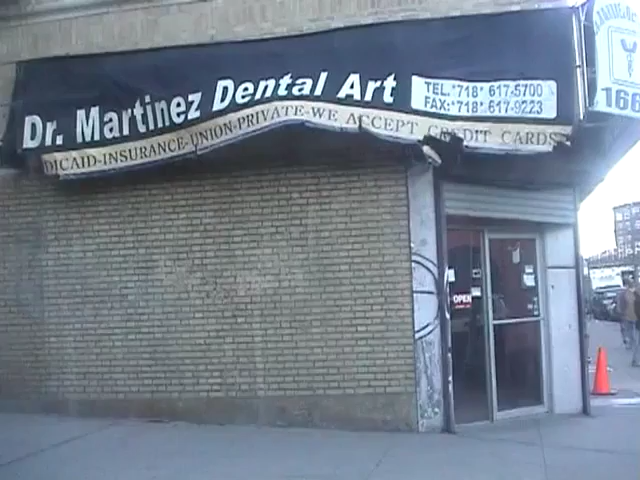 Dr. Martinez Dental Art
TEL.*718* 617-5700
FAX:*718* 617-9223
DICAID-INSURANCE-UNION-PRIVATE-WE ACCEPT CREDIT CARDS
166
OPEN